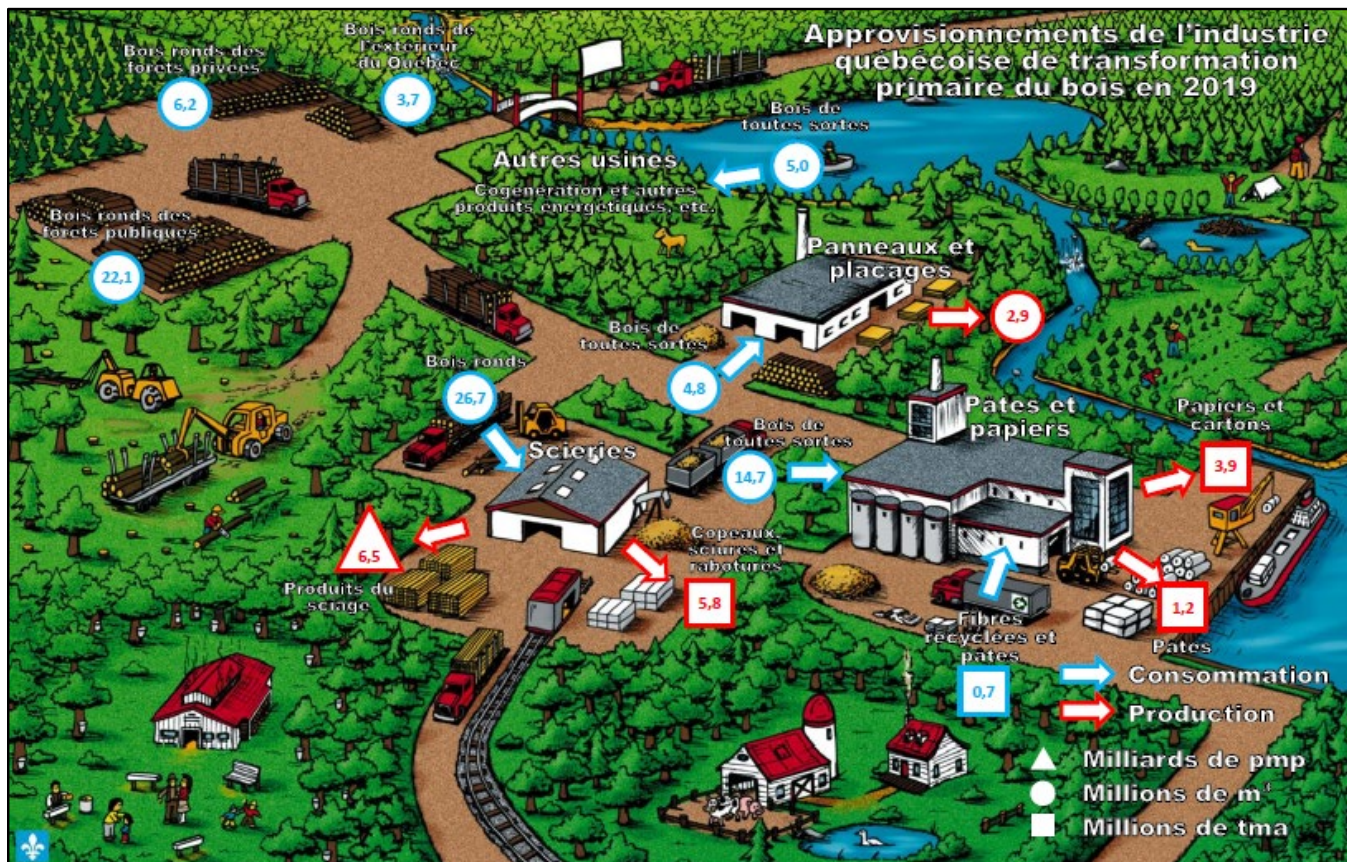 Approvisionnements de l'industrie
québécoise de transformation
primaire du bois en 2019
Bois ronds des
forêts privées
6,2
Bois ronds de
l'extérieur
du Québec
3,7
Bois de
toutes sortes
5,0
Autres usines
Cogénération et autres
produits énergétiques, etc.
Bois ronds des
forêts publiques
22,1
Panneaux et
placages
2,9
Bois de
toutes sortes
4,8
Bois ronds
26,7
Scieries
Bois de
toutes sortes
14,7
Pates et
papiers
Papiers et
cartons
3,9
6,5
Produits du
sciage
Copeaux,
sciures et
rabotures
5,8
1,2
Pates
Fibres
recyclées et
pates
0,7
Consommation
Production
Milliards de pmp
Millions de m³
Millions de tma